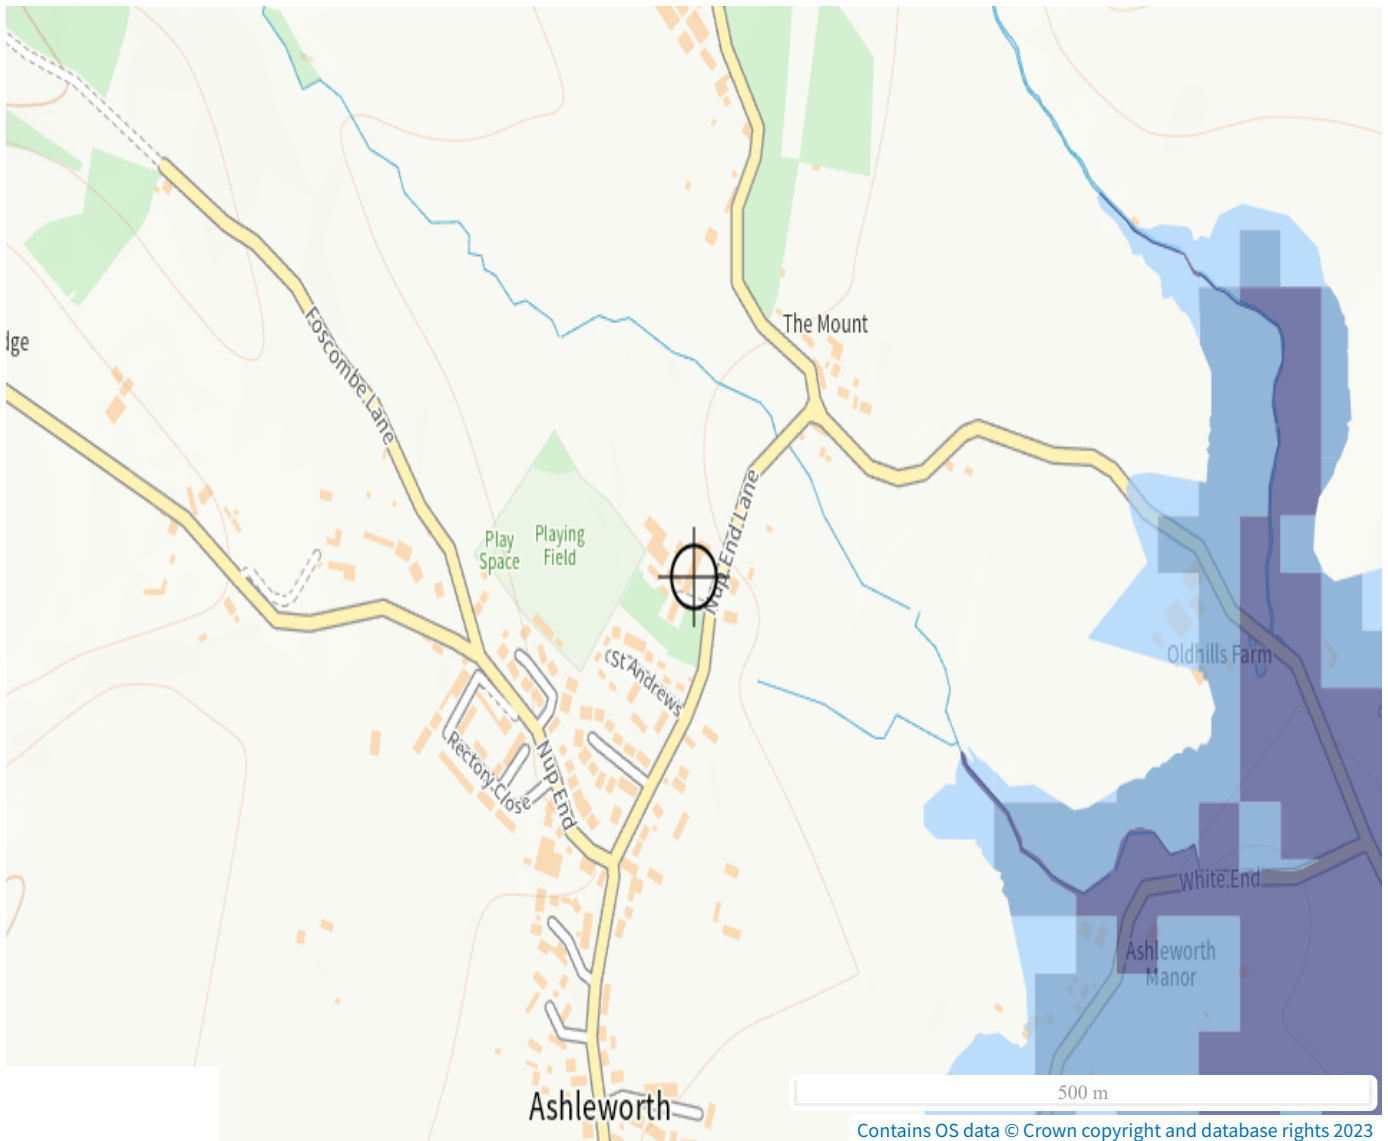 The Mount
dge
Foscombe Lane
Nup End Lane
Play
Space
Playing
Field
St Andrews
Oldhills Farm
Rectory Close
Nup End
White End
Ashleworth
Manor
500 m
Ashleworth
Contains OS data © Crown copyright and database rights 2023